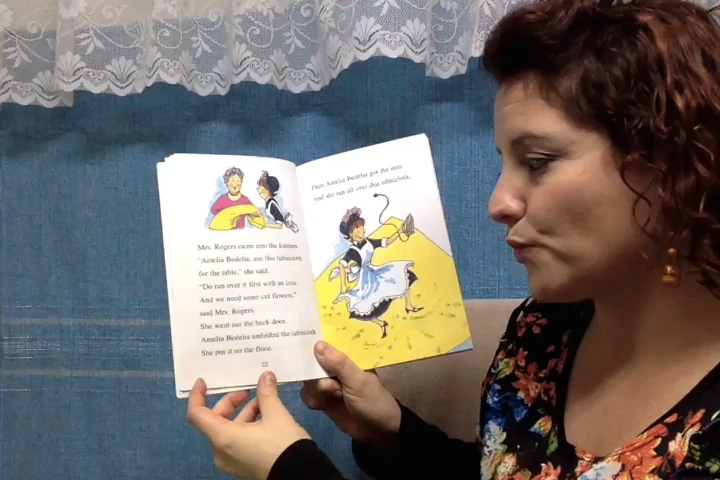 Mrs. Rogers came into the kitchen.
"Amelia Bedelia, use this tablecloth
for the table," she said.
"Do run over it first with an iron.
And we need some cut flowers,"
said Mrs. Rogers.
She went out the back door.
Amelia Bedelia unfolded the tablecloth.
She put it on the floor.
22
Then Amelia Bedelia got the iron.
And she ran all over that tablecloth.